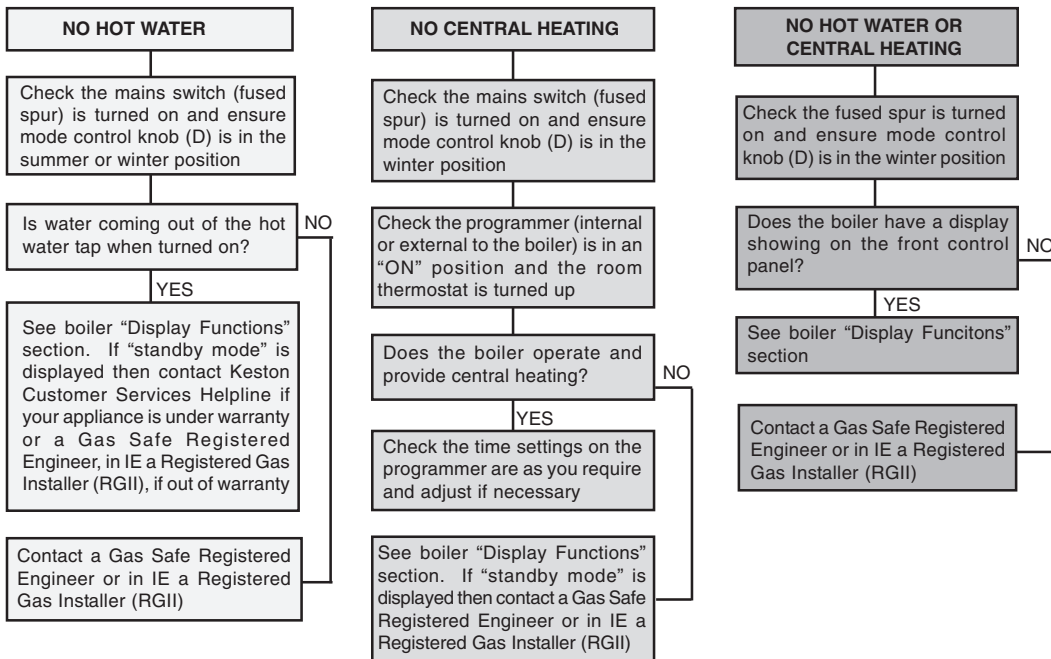 NO HOT WATER
Check the mains switch (fused
spur) is turned on and ensure
mode control knob (D) is in the
summer or winter position
Is water coming out of the hot
water tap when turned on?
NO
YES
See boiler “Display Functions”
section. If “standby mode” is
displayed then contact Keston
Customer Services Helpline if
your appliance is under warranty
or a Gas Safe Registered
Engineer, in IE a Registered Gas
Installer (RGII), if out of warranty
Contact a Gas Safe Registered
Engineer or in IE a Registered
Gas Installer (RGII)
NO CENTRAL HEATING
Check the mains switch (fused
spur) is turned on and ensure
mode control knob (D) is in the
winter position
Check the programmer (internal
or external to the boiler) is in an
“ON” position and the room
thermostat is turned up
Does the boiler operate and
provide central heating?
NO
YES
Check the time settings on the
programmer are as you require
and adjust if necessary
See boiler “Display Functions”
section. If “standby mode” is
displayed then contact a Gas Safe
Registered Engineer or in IE a
Registered Gas Installer (RGII)
NO HOT WATER OR
CENTRAL HEATING
Check the fused spur is turned
on and ensure mode control
knob (D) is in the winter position
Does the boiler have a display
showing on the front control
panel?
NO
YES
See boiler “Display Funcitons”
section
Contact a Gas Safe Registered
Engineer or in IE a Registered
Gas Installer (RGII)